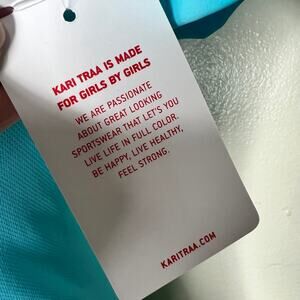 KARI TRAA IS MADE
FOR GIRLS BY GIRLS
WE ARE PASSIONATE
ABOUT GREAT LOOKING
SPORTSWEAR THAT LET'S YOU
LIVE LIFE IN FULL COLOR.
BE HAPPY, LIVE HEALTHY,
FEEL STRONG.
KARITRAA.COM